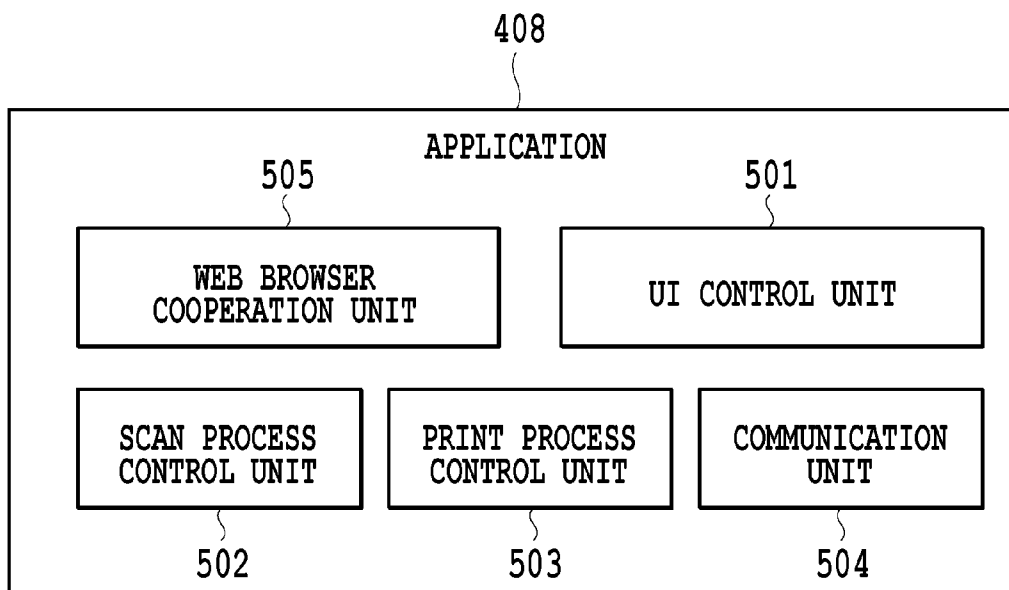 408
APPLICATION
505
501
WEB BROWSER
COOPERATION UNIT
UI CONTROL UNIT
SCAN PROCESS
CONTROL UNIT
PRINT PROCESS
CONTROL UNIT
COMMUNICATION
UNIT
502
503
504